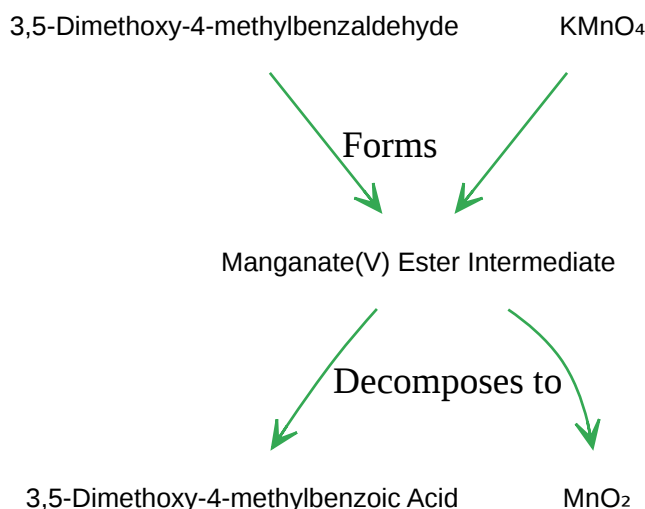 3,5-Dimethoxy-4-methylbenzaldehyde KMnO₄
Forms
Manganate(V) Ester Intermediate
Decomposes to
3,5-Dimethoxy-4-methylbenzoic Acid MnO₂